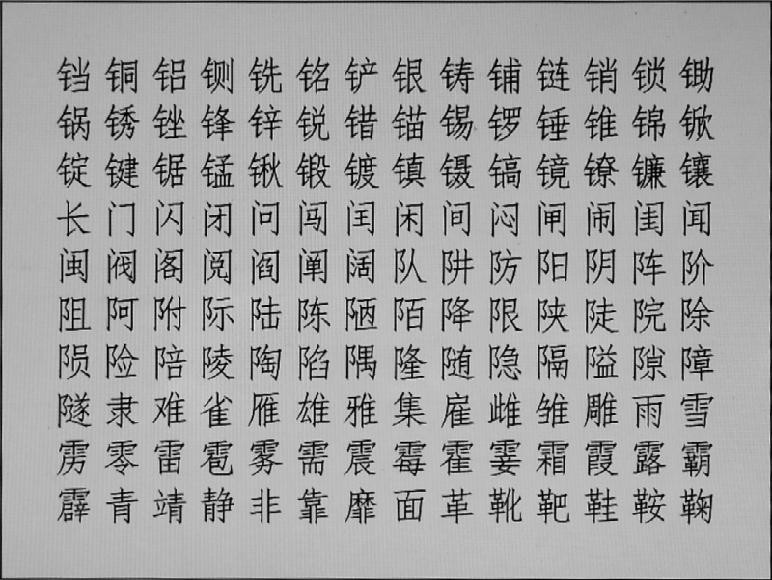 铛铜铝铡铣铭铲银铸铺链销锁锄
锅锈锉锋锌锐错锚锡锣锤锥锦锨
锭键锯锰锹锻镀镇镊镐镜镣镰镶
长门闪闭问闯闰闲间闷闸闹闺闻
闽阀阁阅阎阐阔队阱防阳阴阵阶
阻阿附际陆陈陋陌降限陕陡院除
陨险陪陵陶陷隅隆随隐隔隘隙障
隧隶难雀雁雄雅集雇雌雏雕雨雪
雳零雷雹雾需震霉霍霎霜霞露霸
霹青靖静非靠靡面革靴靶鞋鞍鞠